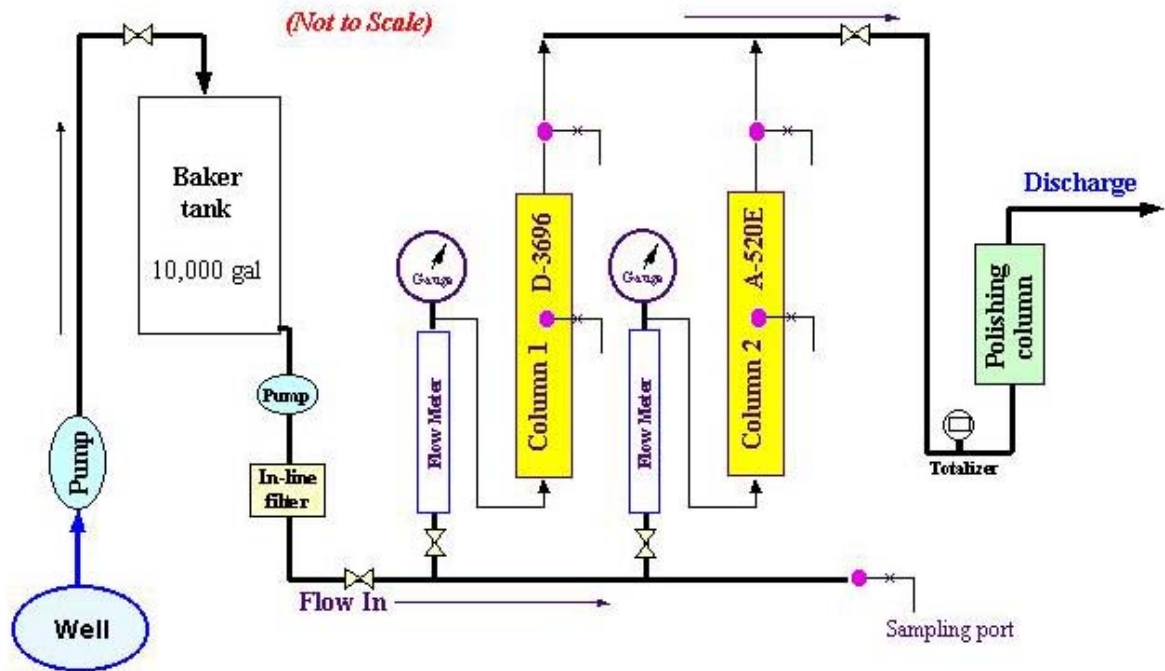 (Not to Scale)
Baker
tank
10,000 gal
Pump
Well
Pump
In-line
filter
Flow In
Gauge
Flow Meter
Column 1 D-3696
Gauge
Flow Meter
Column 2 A-520E
Sampling port
Totalizer
Polishing
column
Discharge